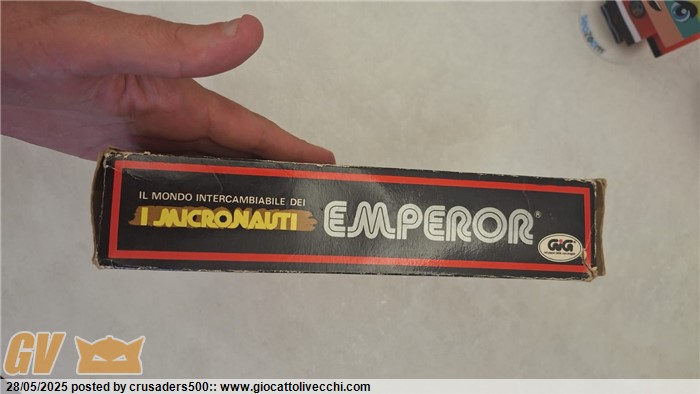 IL MONDO INTERCAMBIABILE DEI
I MICRONAUTI
EMPEROR®
GiG
GV
28/05/2025 posted by crusaders500:: www.giocattolivecchi.com